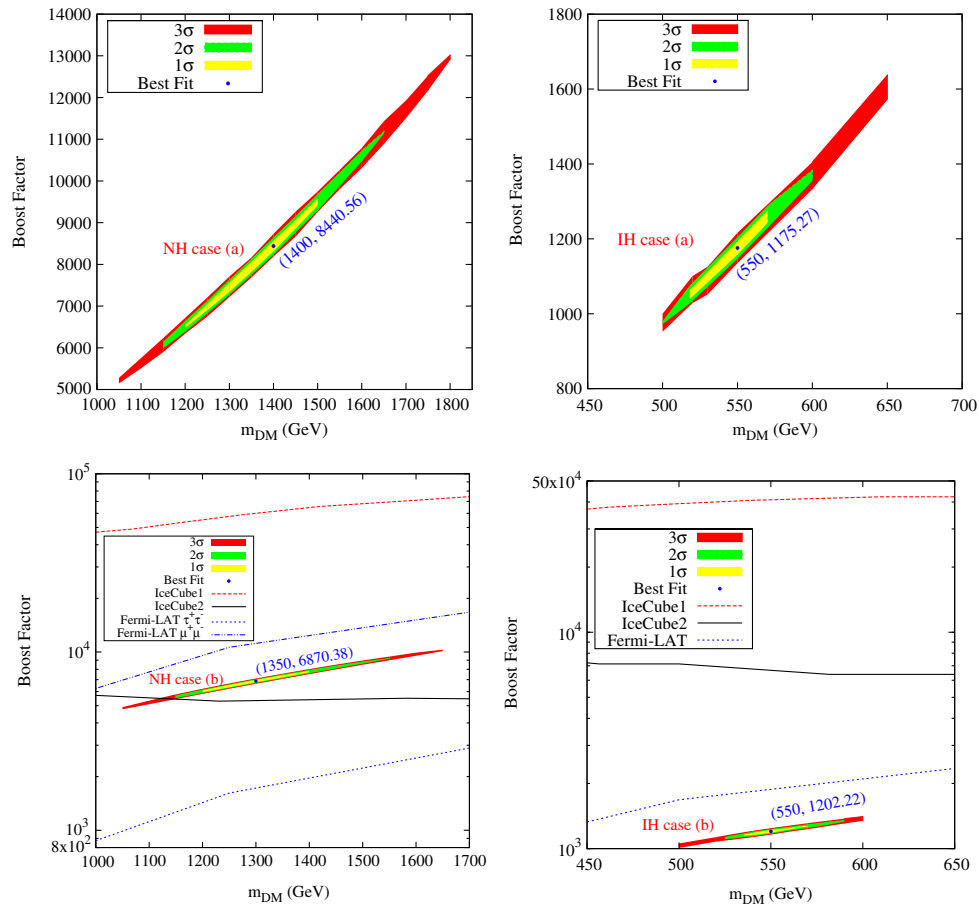 3σ
2σ
1σ
Best Fit
13000
12000
11000
10000
9000
8000
7000
6000
5000
Boost Factor
NH case (a)
(1400, 8440.56)
1000 1100 1200 1300 1400 1500 1600 1700 1800
m_DM (GeV)
3σ
2σ
1σ
Best Fit
1800
1600
1400
1200
1000
800
Boost Factor
IH case (a)
(550, 1175.27)
450 500 550 600 650 700
m_DM (GeV)
10^5
10^4
10^3
8x10^2
Boost Factor
3σ
2σ
1σ
Best Fit
IceCube1
IceCube2
Fermi-LAT τ^+τ^-
Fermi-LAT μ^+μ^-
(1350, 6870.38)
NH case (b)
1000 1100 1200 1300 1400 1500 1600 1700
m_DM (GeV)
50x10^4
10^4
10^3
Boost Factor
3σ
2σ
1σ
Best Fit
IceCube1
IceCube2
Fermi-LAT
(550, 1202.22)
IH case (b)
450 500 550 600 650
m_DM (GeV)